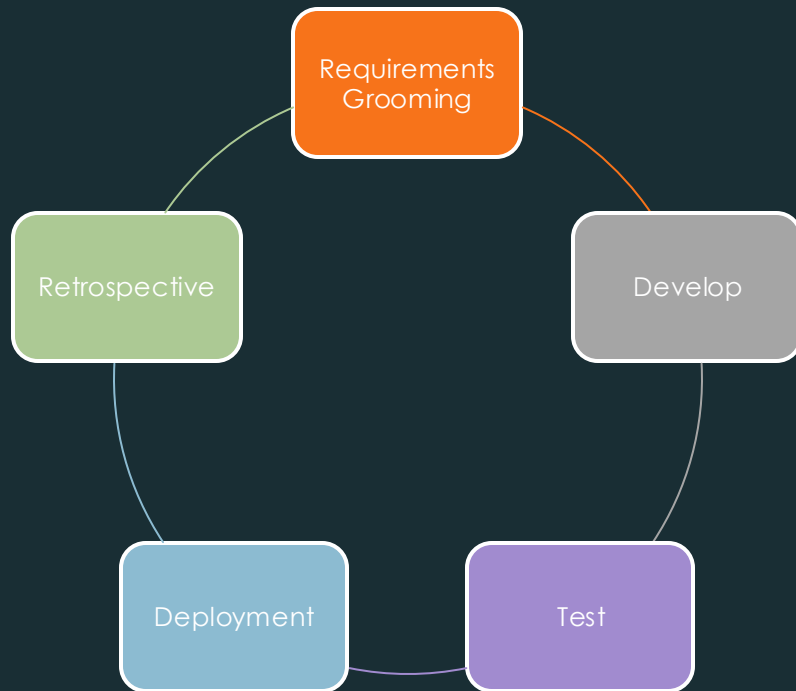 Requirements
Grooming
Develop
Test
Deployment
Retrospective